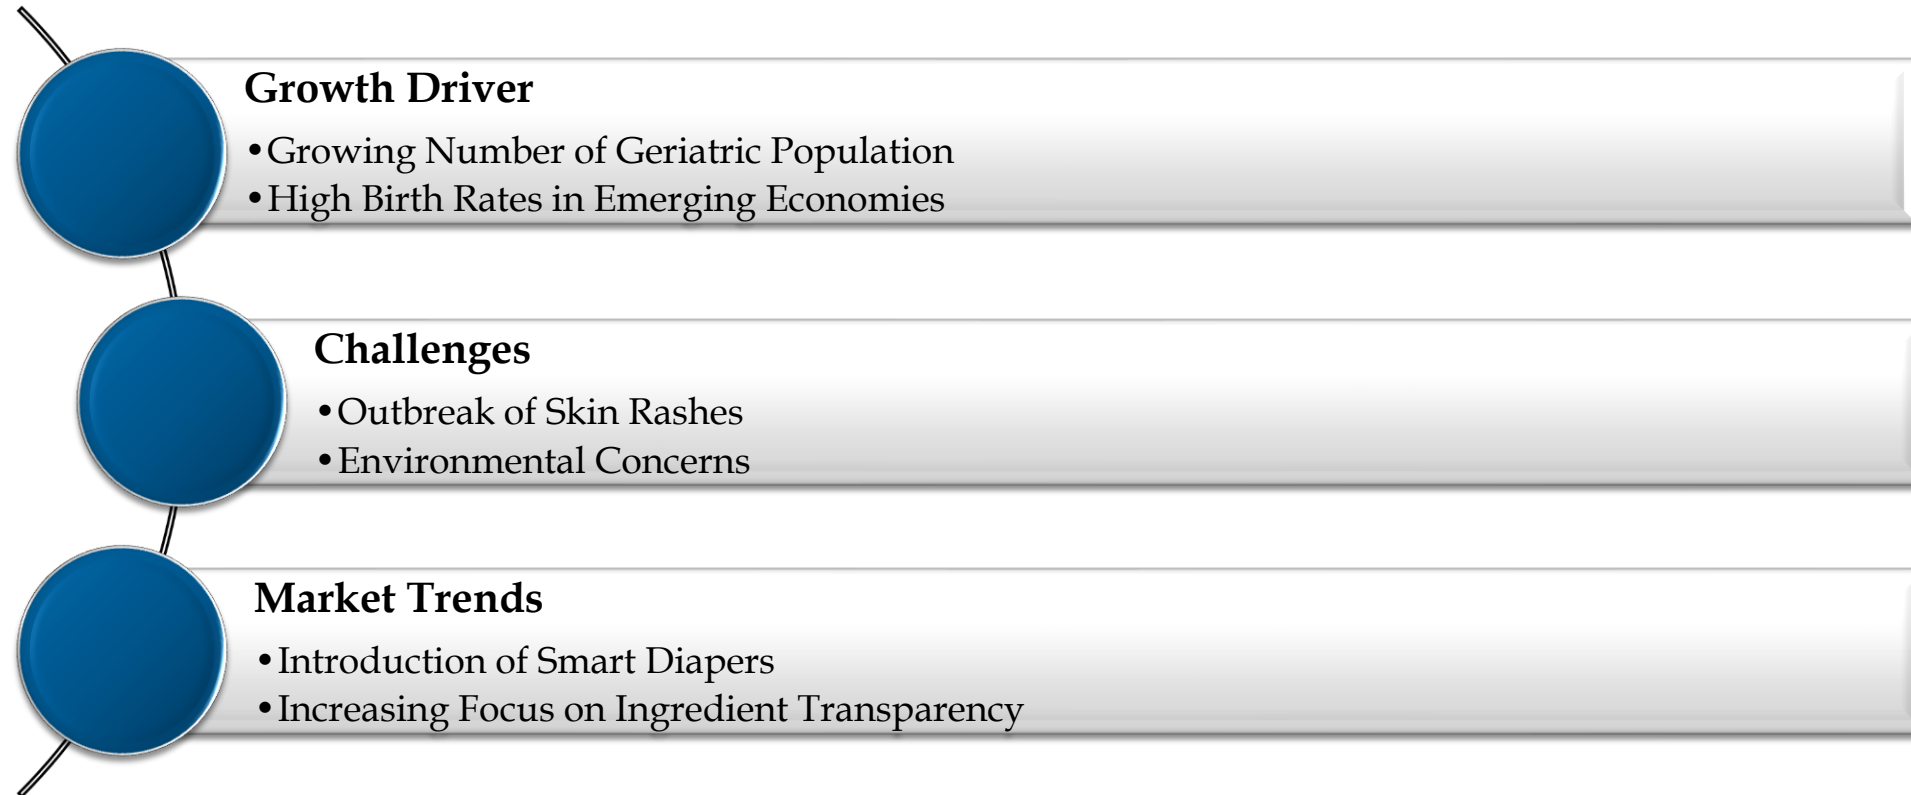 Growth Driver
•Growing Number of Geriatric Population
•High Birth Rates in Emerging Economies
Challenges
•Outbreak of Skin Rashes
•Environmental Concerns
Market Trends
•Introduction of Smart Diapers
•Increasing Focus on Ingredient Transparency